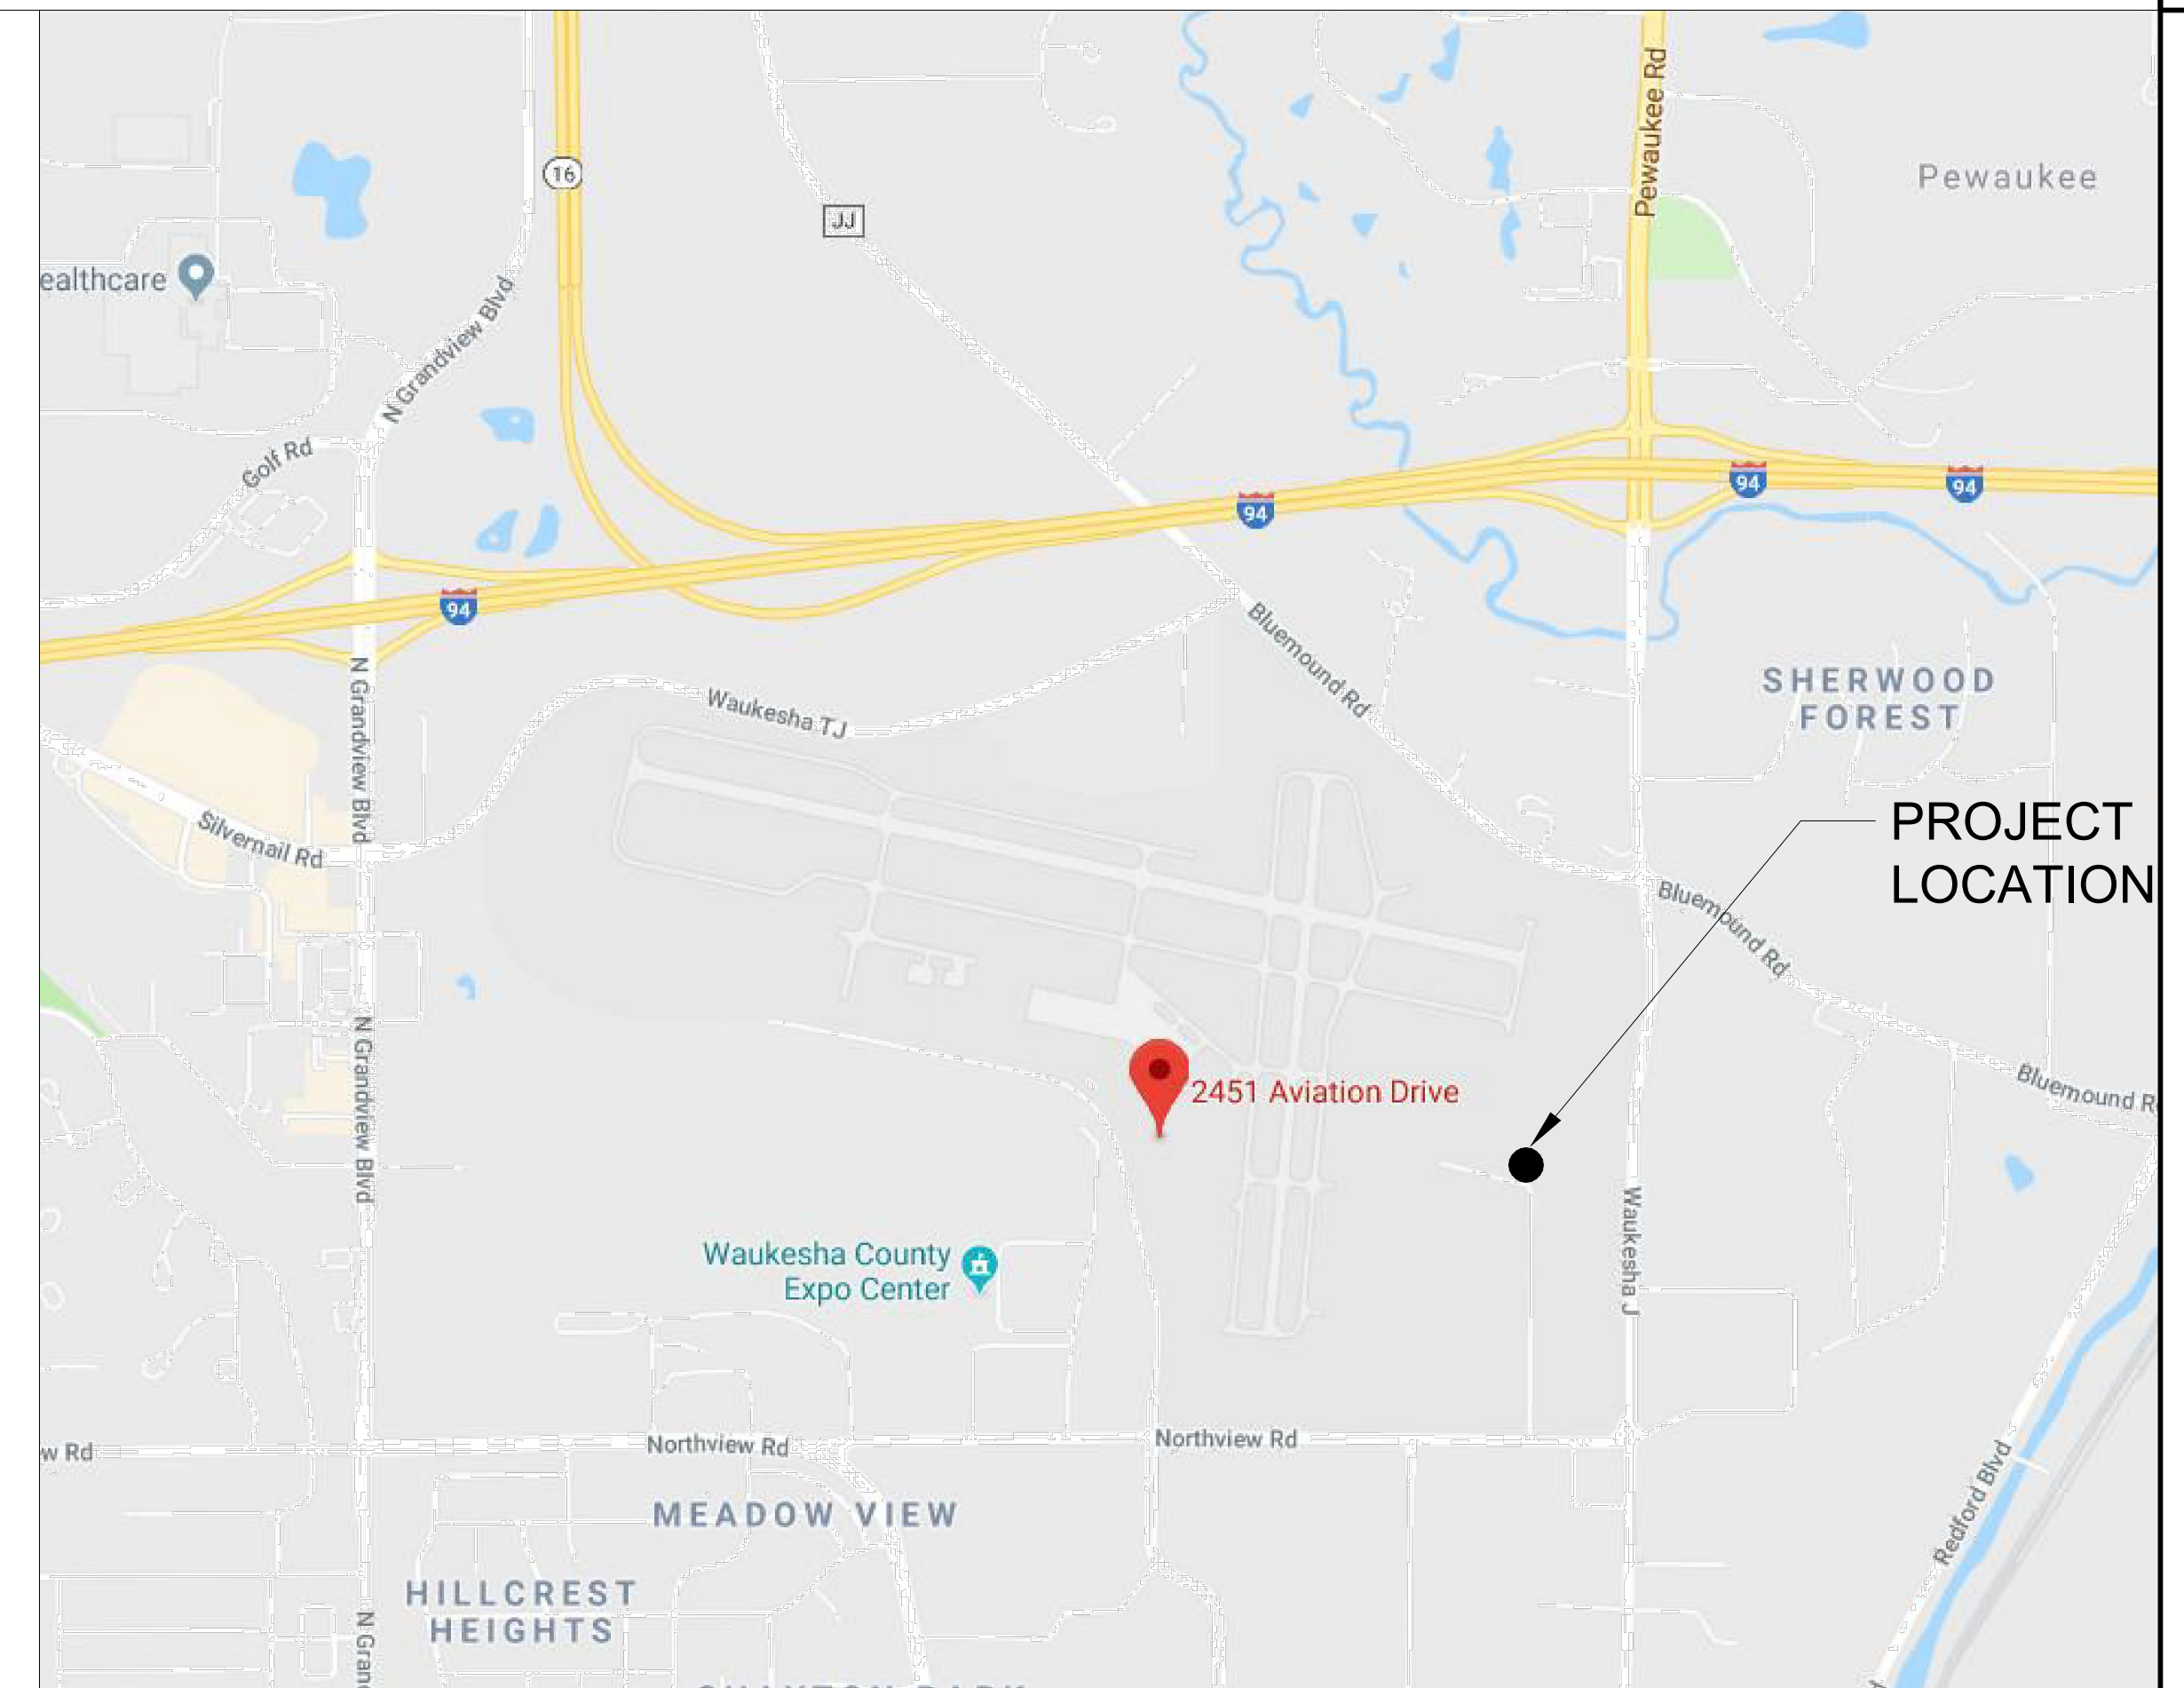 Pewaukee Rd
16
Pewaukee
JJ
ealthcare
N Grandview Blvd
Golf Rd
94
94
94
94
Bluemound Rd
N Grandview Blvd
Waukesha TJ
SHERWOOD
FOREST
Silvernail Rd
PROJECT
LOCATION
Bluemound Rd
N Grandview Blvd
2451 Aviation Drive
Bluemound R
Waukesha J
Waukesha County
Expo Center
w Rd
Northview Rd
Northview Rd
MEADOW VIEW
Redford Blvd
HILLCREST
HEIGHTS
N Gran